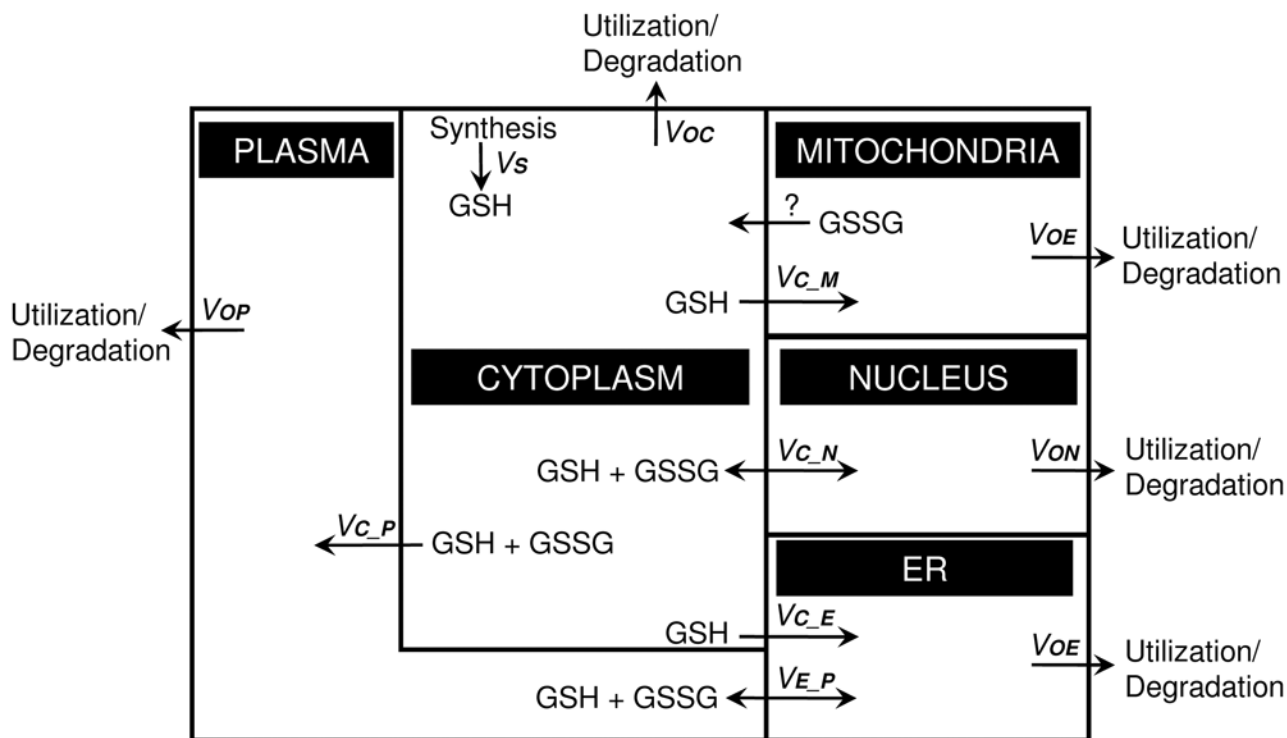 Utilization/
Degradation
PLASMA
Synthesis
Vs
GSH
VOC
MITOCHONDRIA
?
GSSG
VOE
Utilization/
Degradation
GSH
VC_M
Utilization/
Degradation
VOP
CYTOPLASM
NUCLEUS
GSH + GSSG
VC_N
VON
Utilization/
Degradation
VC_P
GSH + GSSG
ER
GSH
VC_E
VOE
Utilization/
Degradation
GSH + GSSG
VE_P